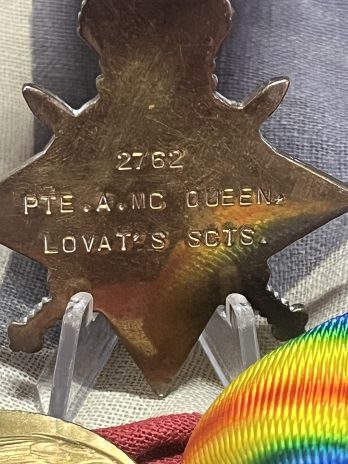 2762
PTE. A. MC QUEEN.
LOVAT'S SCTS.